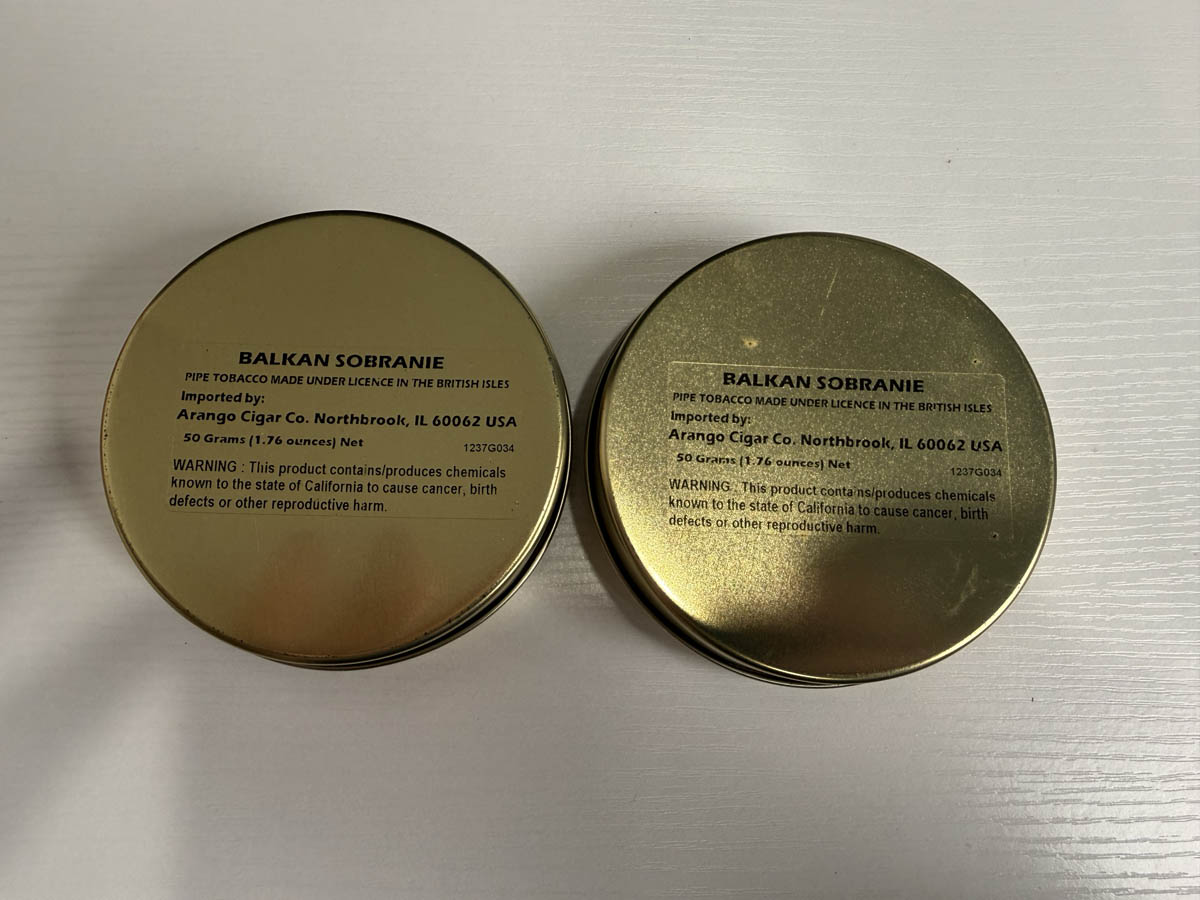 BALKAN SOBRANIE
PIPE TOBACCO MADE UNDER LICENCE IN THE BRITISH ISLES
Imported by:
Arango Cigar Co. Northbrook, IL 60062 USA
50 Grams (1.76 ounces) Net 1237G034
WARNING : This product contains/produces chemicals
known to the state of California to cause cancer, birth
defects or other reproductive harm.
BALKAN SOBRANIE
PIPE TOBACCO MADE UNDER LICENCE IN THE BRITISH ISLES
Imported by:
Arango Cigar Co. Northbrook, IL 60062 USA
50 Grams (1.76 ounces) Net 1237G034
WARNING : This product contains/produces chemicals
known to the state of California to cause cancer, birth
defects or other reproductive harm.